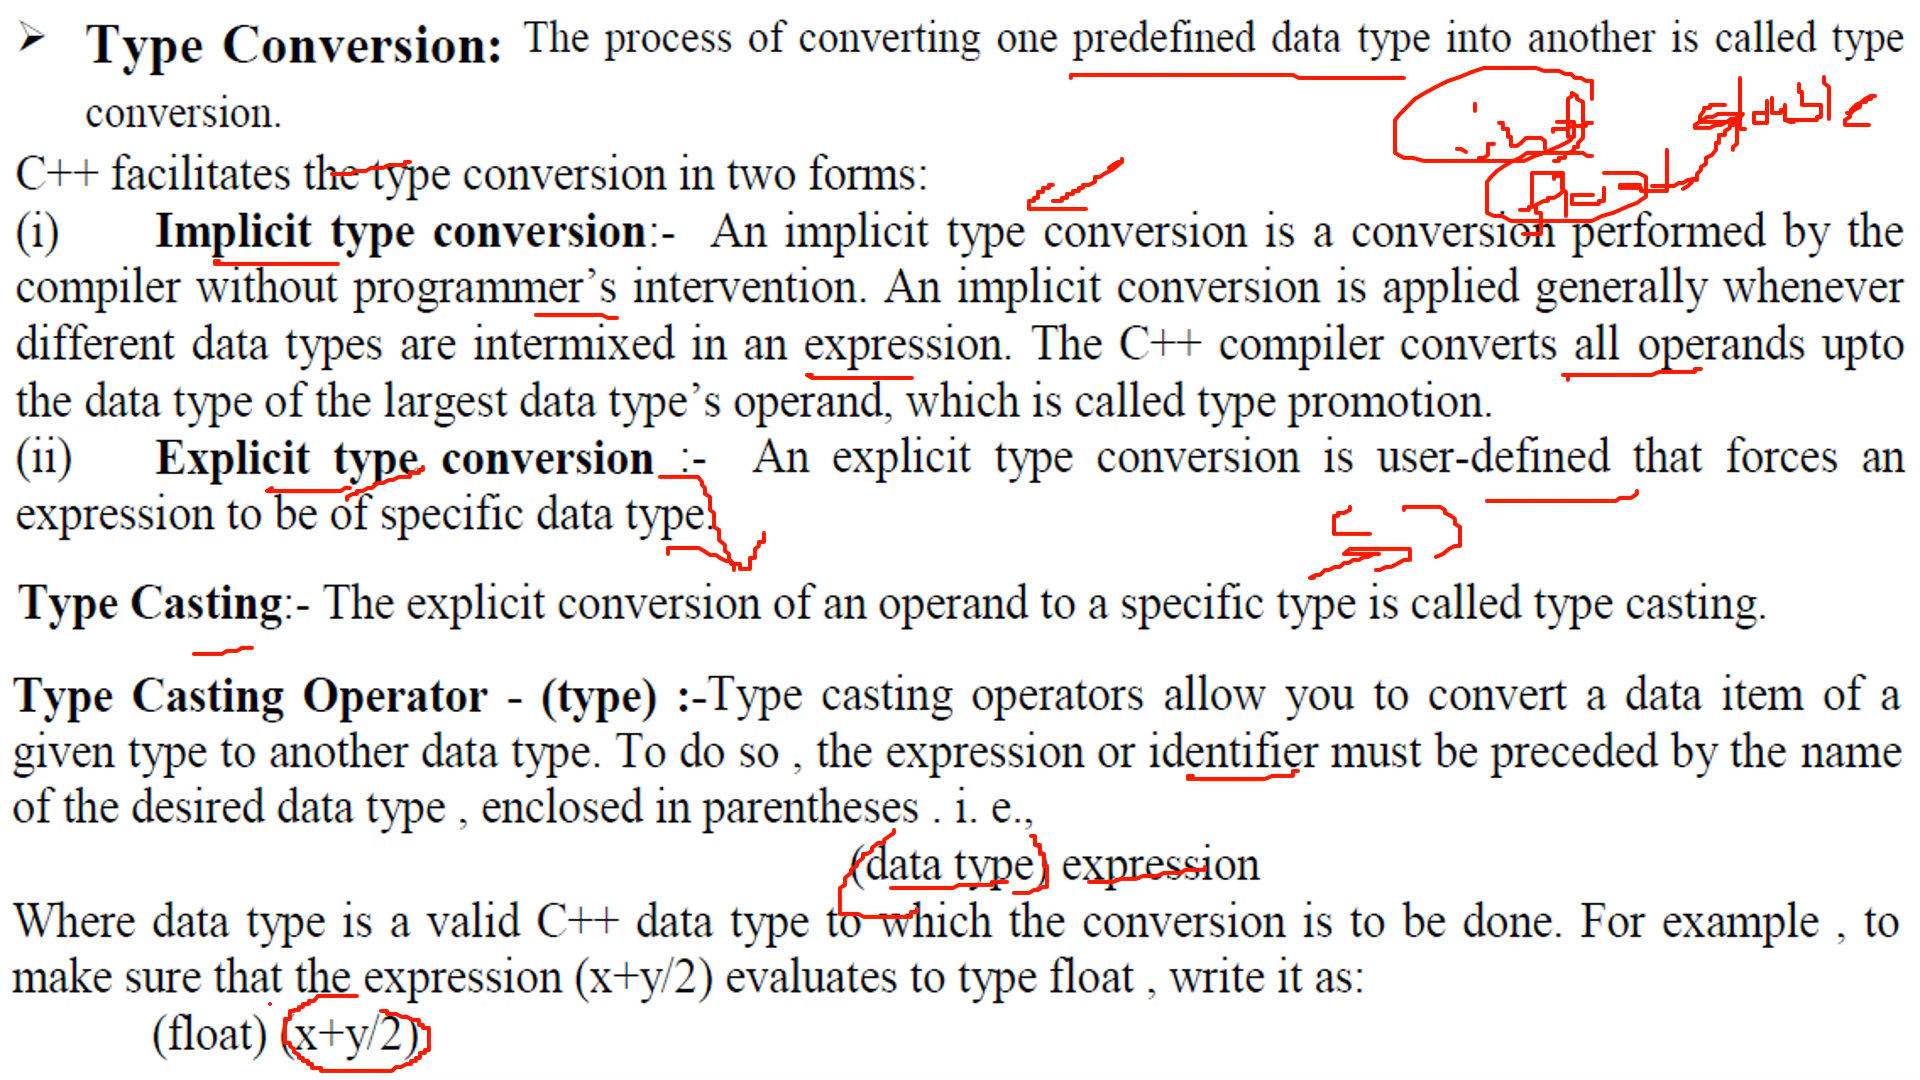 ➢ Type Conversion: The process of converting one predefined data type into another is called type
conversion.
C++ facilitates the type conversion in two forms:
(i) Implicit type conversion:- An implicit type conversion is a conversion performed by the
compiler without programmer’s intervention. An implicit conversion is applied generally whenever
different data types are intermixed in an expression. The C++ compiler converts all operands upto
the data type of the largest data type’s operand, which is called type promotion.
(ii) Explicit type conversion :- An explicit type conversion is user-defined that forces an
expression to be of specific data type.
Type Casting:- The explicit conversion of an operand to a specific type is called type casting.
Type Casting Operator - (type) :-Type casting operators allow you to convert a data item of a
given type to another data type. To do so , the expression or identifier must be preceded by the name
of the desired data type , enclosed in parentheses . i. e.,
(data type) expression
Where data type is a valid C++ data type to which the conversion is to be done. For example , to
make sure that the expression (x+y/2) evaluates to type float , write it as:
(float) (x+y/2)